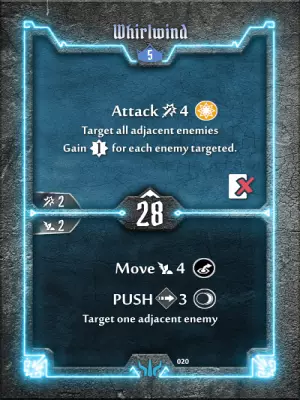 Whirlwind
5
Attack 4
Target all adjacent enemies
Gain 1 for each enemy targeted.
2
28
2
Move 4
PUSH 3
Target one adjacent enemy
020